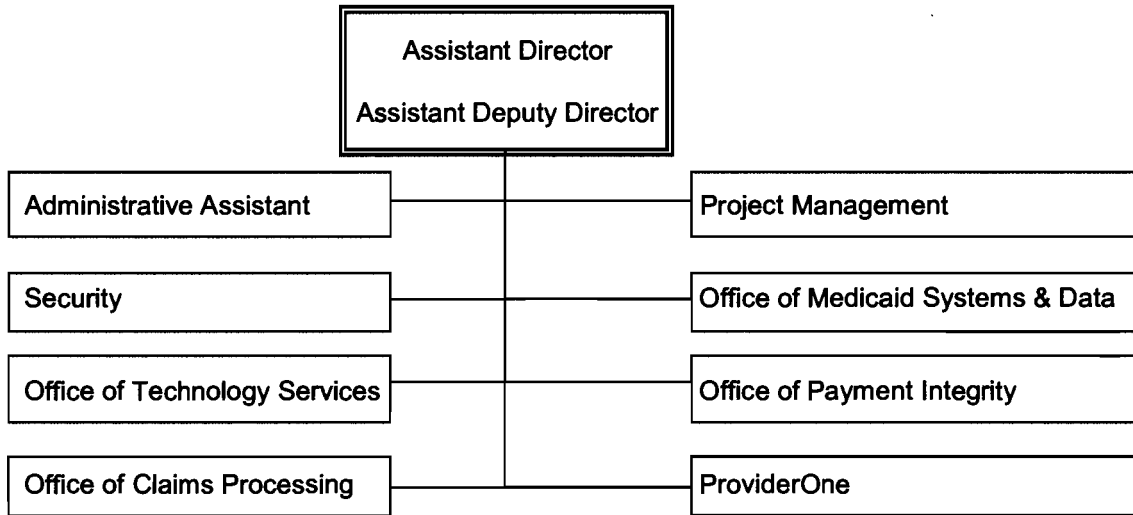 Assistant Director
Assistant Deputy Director
Administrative Assistant
Project Management
Security
Office of Medicaid Systems & Data
Office of Technology Services
Office of Payment Integrity
Office of Claims Processing
ProviderOne